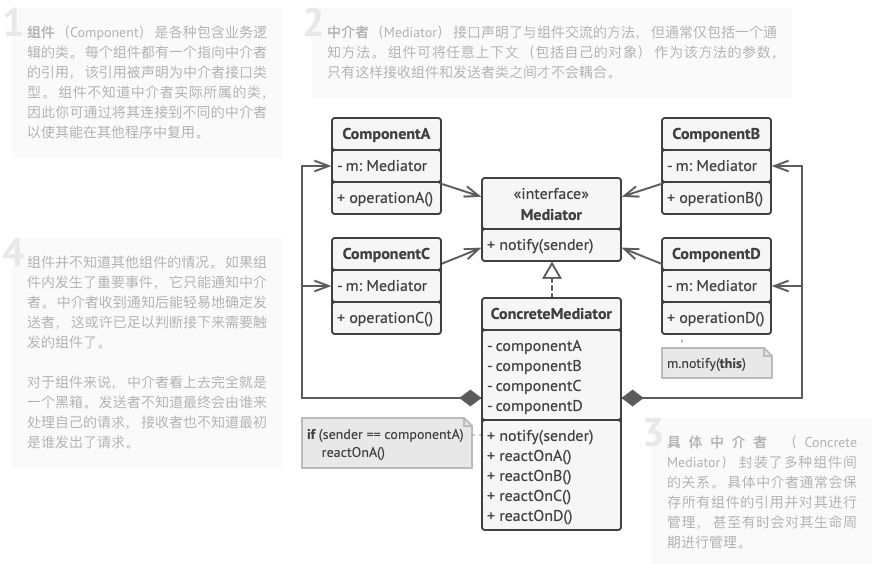 1
组件（Component）是各种包含业务逻
辑的类。每个组件都有一个指向中介者
的引用，该引用被声明为中介者接口类
型。组件不知道中介者实际所属的类，
因此你可通过将其连接到不同的中介者
以使其能在其他程序中复用。
2
中介者（Mediator）接口声明了与组件交流的方法，但通常仅包括一个通
知方法。组件可将任意上下文（包括自己的对象）作为该方法的参数，
只有这样接收组件和发送者类之间才不会耦合。
ComponentA
- m: Mediator
+ operationA()
ComponentB
- m: Mediator
+ operationB()
«interface»
Mediator
+ notify(sender)
ComponentC
- m: Mediator
+ operationC()
ComponentD
- m: Mediator
+ operationD()
m.notify(this)
ConcreteMediator
- componentA
- componentB
- componentC
- componentD
+ notify(sender)
+ reactOnA()
+ reactOnB()
+ reactOnC()
+ reactOnD()
if (sender == componentA)
reactOnA()
4
组件并不知道其他组件的情况。如果组
件内发生了重要事件，它只能通知中介
者。中介者收到通知后能轻易地确定发
送者，这或许已足以判断接下来需要触
发的组件了。
对于组件来说，中介者看上去完全就是
一个黑箱。发送者不知道最终会由谁来
处理自己的请求，接收者也不知道最初
是谁发出了请求。
3
具体中介者（Concrete
Mediator）封装了多种组件间
的关系。具体中介者通常会保
存所有组件的引用并对其进行
管理，甚至有时会对其生命周
期进行管理。